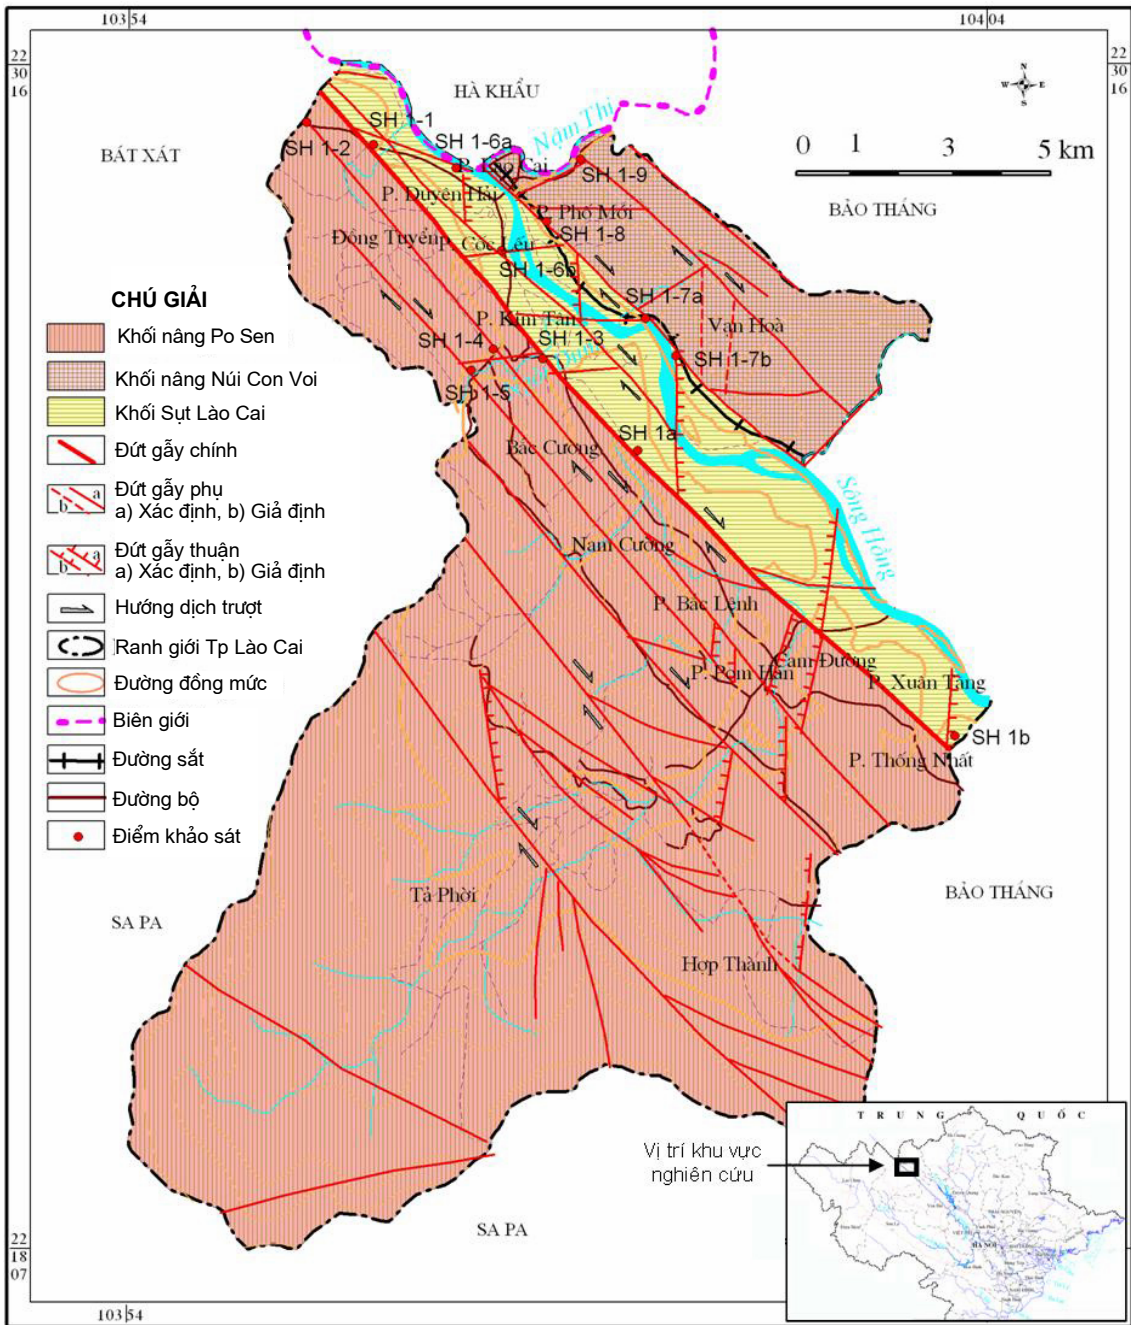 103 54
104 04
22
30
16
22
30
16
HÀ KHẨU
Nậm Thi
BÁT XÁT
BẢO THẮNG
N
W
E
S
0 1 3 5 km
SH 1-1
SH 1-2
SH 1-6a
P. Lào Cai
SH 1-9
P. Duyên Hải
P. Phố Mới
SH 1-8
Đồng Tuyển
P. Cốc Lếu
SH 1-6b
SH 1-7a
P. Kim Tân
Vạn Hoà
SH 1-4
SH 1-3
SH 1-7b
SH 1-5
SH 1a
Bắc Cường
Sông Hồng
Nam Cường
P. Bắc Lệnh
P. Pom Hán
Cam Đường
P. Xuân Tăng
SH 1b
P. Thống Nhất
Tả Phời
Hợp Thành
BẢO THẮNG
SA PA
SA PA
CHÚ GIẢI
Khối nâng Po Sen
Khối nâng Núi Con Voi
Khối Sụt Lào Cai
Đứt gẫy chính
a
b
Đứt gẫy phụ
a) Xác định, b) Giả định
a
b
Đứt gẫy thuận
a) Xác định, b) Giả định
Hướng dịch trượt
Ranh giới Tp Lào Cai
Đường đồng mức
Biên giới
Đường sắt
Đường bộ
Điểm khảo sát
Vị trí khu vực
nghiên cứu
TRUNG QUỐC
HÀ NỘI
22
18
07
103 54